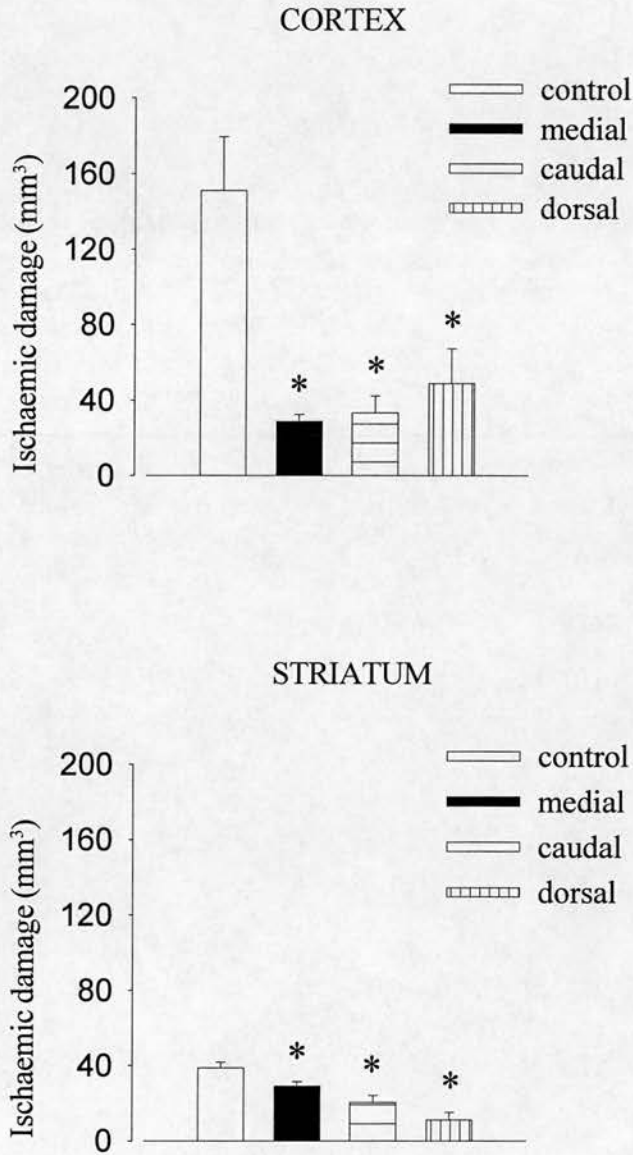 CORTEX
Ischaemic damage (mm³)
200
160
120
80
40
0
control
medial
caudal
dorsal
*
*
*
STRIATUM
Ischaemic damage (mm³)
200
160
120
80
40
0
control
medial
caudal
dorsal
*
*
*